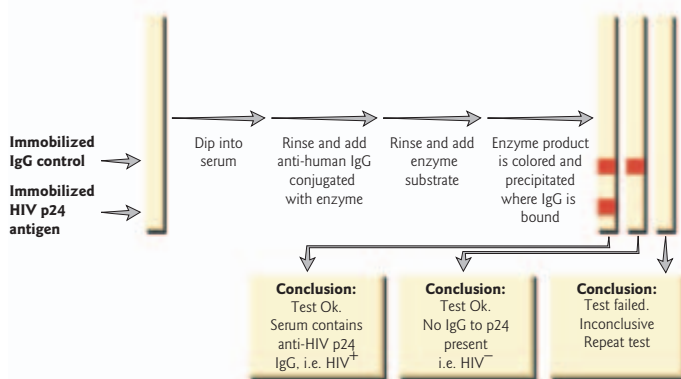 Immobilized
IgG control
Immobilized
HIV p24
antigen
Dip into
serum
Rinse and add
anti-human IgG
conjugated
with enzyme
Rinse and add
enzyme
substrate
Enzyme product
is colored and
precipitated
where IgG is
bound
Conclusion:
Test Ok.
Serum contains
anti-HIV p24
IgG, i.e. HIV+
Conclusion:
Test Ok.
No IgG to p24
present
i.e. HIV−
Conclusion:
Test failed.
Inconclusive
Repeat test